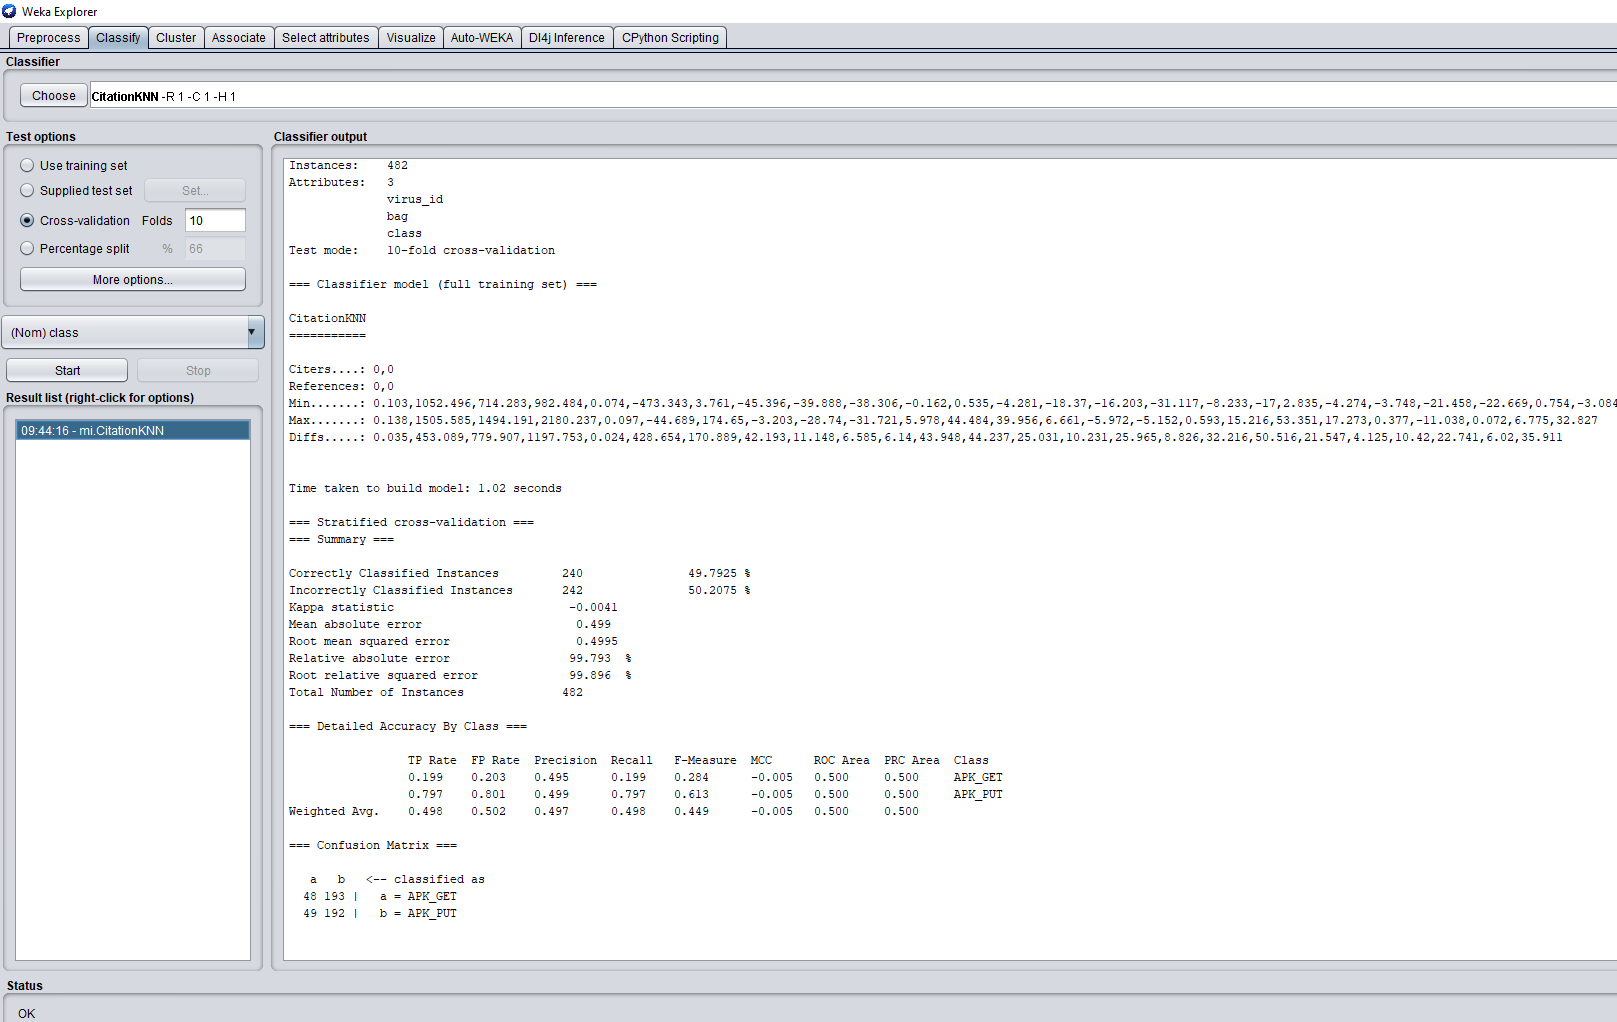 Weka Explorer
Preprocess Classify Cluster Associate Select attributes Visualize Auto-WEKA Dl4j Inference CPython Scripting
Classifier
Choose CitationKNN -R 1 -C 1 -H 1
Test options
Use training set
Supplied test set Set...
Cross-validation Folds 10
Percentage split % 66
More options...
(Nom) class
Start Stop
Result list (right-click for options)
09:44:16 - mi.CitationKNN
Classifier output
Instances: 482
Attributes: 3
virus_id
bag
class
Test mode: 10-fold cross-validation
=== Classifier model (full training set) ===
CitationKNN
===========
Citers....: 0,0
References: 0,0
Min.......: 0.103,1052.496,714.283,982.484,0.074,-473.343,3.761,-45.396,-39.888,-38.306,-0.162,0.535,-4.281,-18.37,-16.203,-31.117,-8.233,-17,2.835,-4.274,-3.748,-21.458,-22.669,0.754,-3.084
Max.......: 0.138,1505.585,1494.191,2180.237,0.097,-44.689,174.65,-3.203,-28.74,-31.721,5.978,44.484,39.956,6.661,-5.972,-5.152,0.593,15.216,53.351,17.273,0.377,-11.038,0.072,6.775,32.827
Diffs.....: 0.035,453.089,779.907,1197.753,0.024,428.654,170.889,42.193,11.148,6.585,6.14,43.948,44.237,25.031,10.231,25.965,8.826,32.216,50.516,21.547,4.125,10.42,22.741,6.02,35.911
Time taken to build model: 1.02 seconds
=== Stratified cross-validation ===
=== Summary ===
Correctly Classified Instances 240 49.7925 %
Incorrectly Classified Instances 242 50.2075 %
Kappa statistic -0.0041
Mean absolute error 0.499
Root mean squared error 0.4995
Relative absolute error 99.793 %
Root relative squared error 99.896 %
Total Number of Instances 482
=== Detailed Accuracy By Class ===
TP Rate FP Rate Precision Recall F-Measure MCC ROC Area PRC Area Class
0.199 0.203 0.495 0.199 0.284 -0.005 0.500 0.500 APK_GET
0.797 0.801 0.499 0.797 0.613 -0.005 0.500 0.500 APK_PUT
Weighted Avg. 0.498 0.502 0.497 0.498 0.449 -0.005 0.500 0.500
=== Confusion Matrix ===
a b <-- classified as
48 193 | a = APK_GET
49 192 | b = APK_PUT
Status
OK